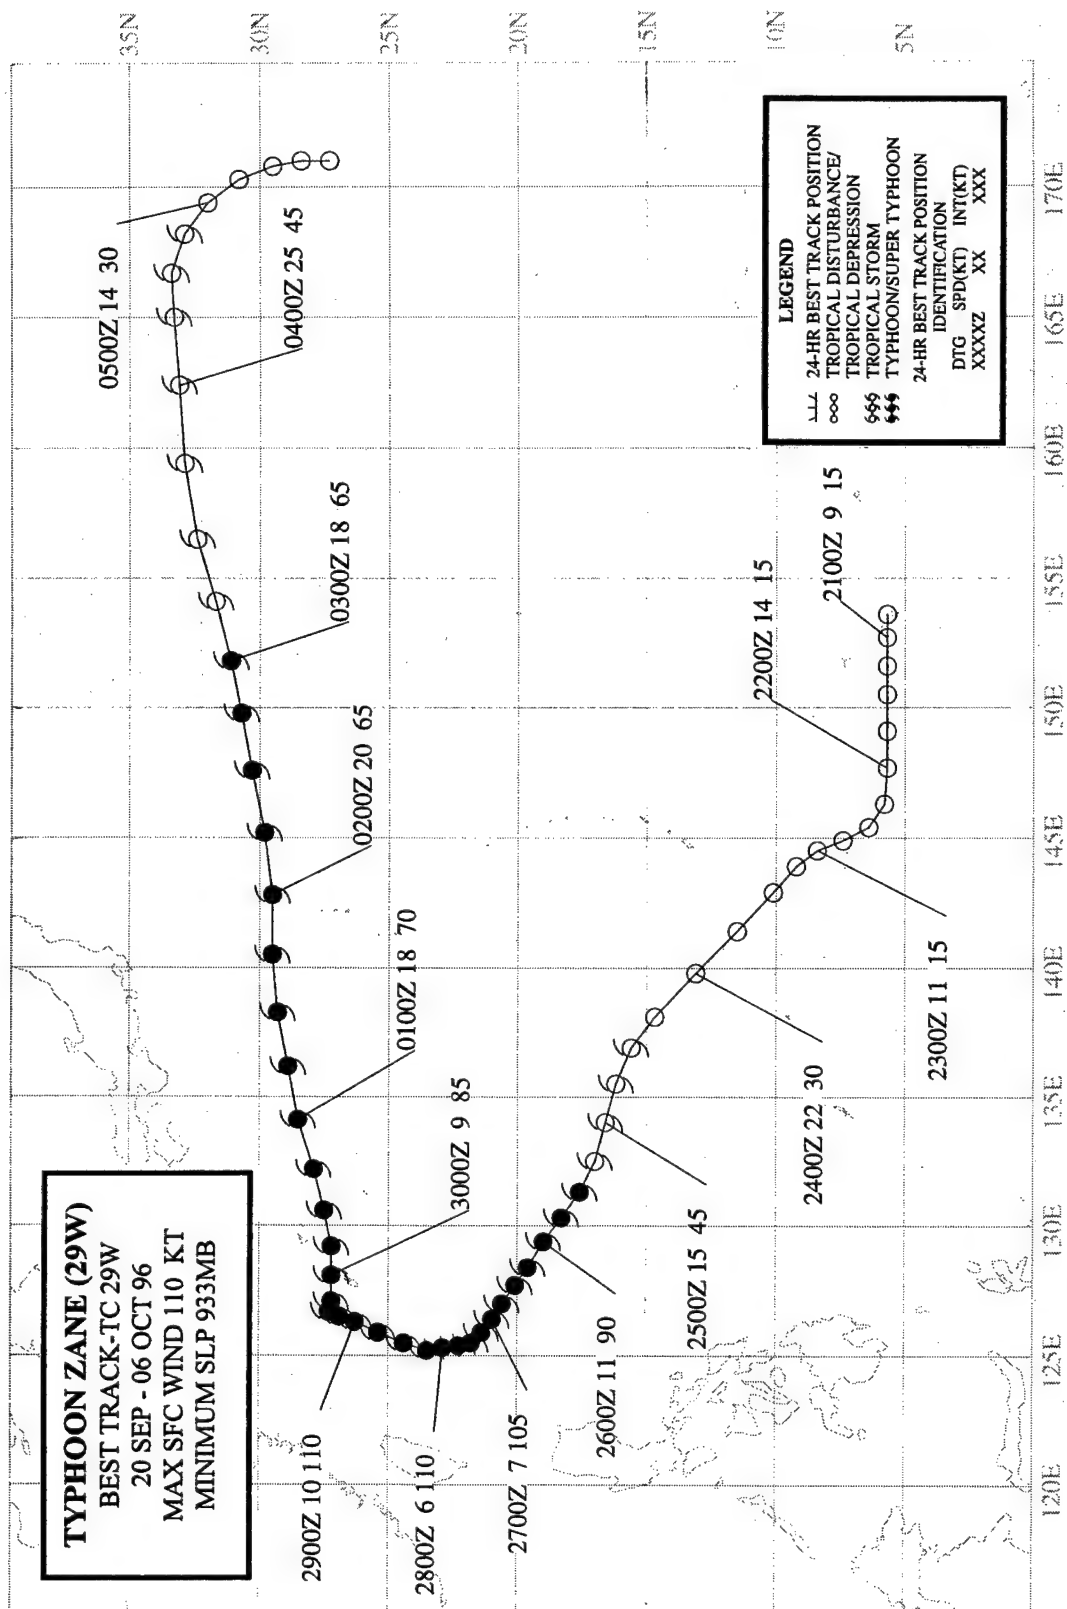 TYPHOON ZANE (29W)
BEST TRACK-TC 29W
20 SEP - 06 OCT 96
MAX SFC WIND 110 KT
MINIMUM SLP 933MB
35N
30N
25N
20N
15N
10N
5N
0500Z 14 30
0400Z 25 45
0300Z 18 65
0200Z 20 65
0100Z 18 70
3000Z 9 85
2900Z 10 110
2800Z 6 110
2700Z 7 105
2600Z 11 90
2500Z 15 45
2400Z 22 30
2300Z 11 15
2200Z 14 15
2100Z 9 15
LEGEND
24-HR BEST TRACK POSITION
TROPICAL DISTURBANCE/
TROPICAL DEPRESSION
TROPICAL STORM
TYPHOON/SUPER TYPHOON
24-HR BEST TRACK POSITION
IDENTIFICATION
DTG SPD(KT) INT(KT)
XXXXZ XX XXX
120E
125E
130E
135E
140E
145E
150E
155E
160E
165E
170E